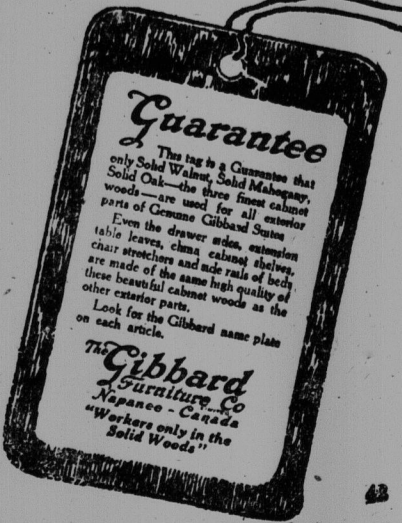 Guarantee
This tag is a Guarantee that
only Solid Walnut, Solid Mahogany,
Solid Oak—the three finest cabinet
woods—are used for all exterior
parts of Genuine Gibbard Suites
Even the drawer sides, extension
table leaves, china cabinet shelves,
chair stretchers and side rails of beds
are made of the same high quality of
these beautiful cabinet woods as the
other exterior parts.
Look for the Gibbard name plate
on each article.
The Gibbard
Furniture Co
Napanee - Canada
"Workers only in the
Solid Woods"
42